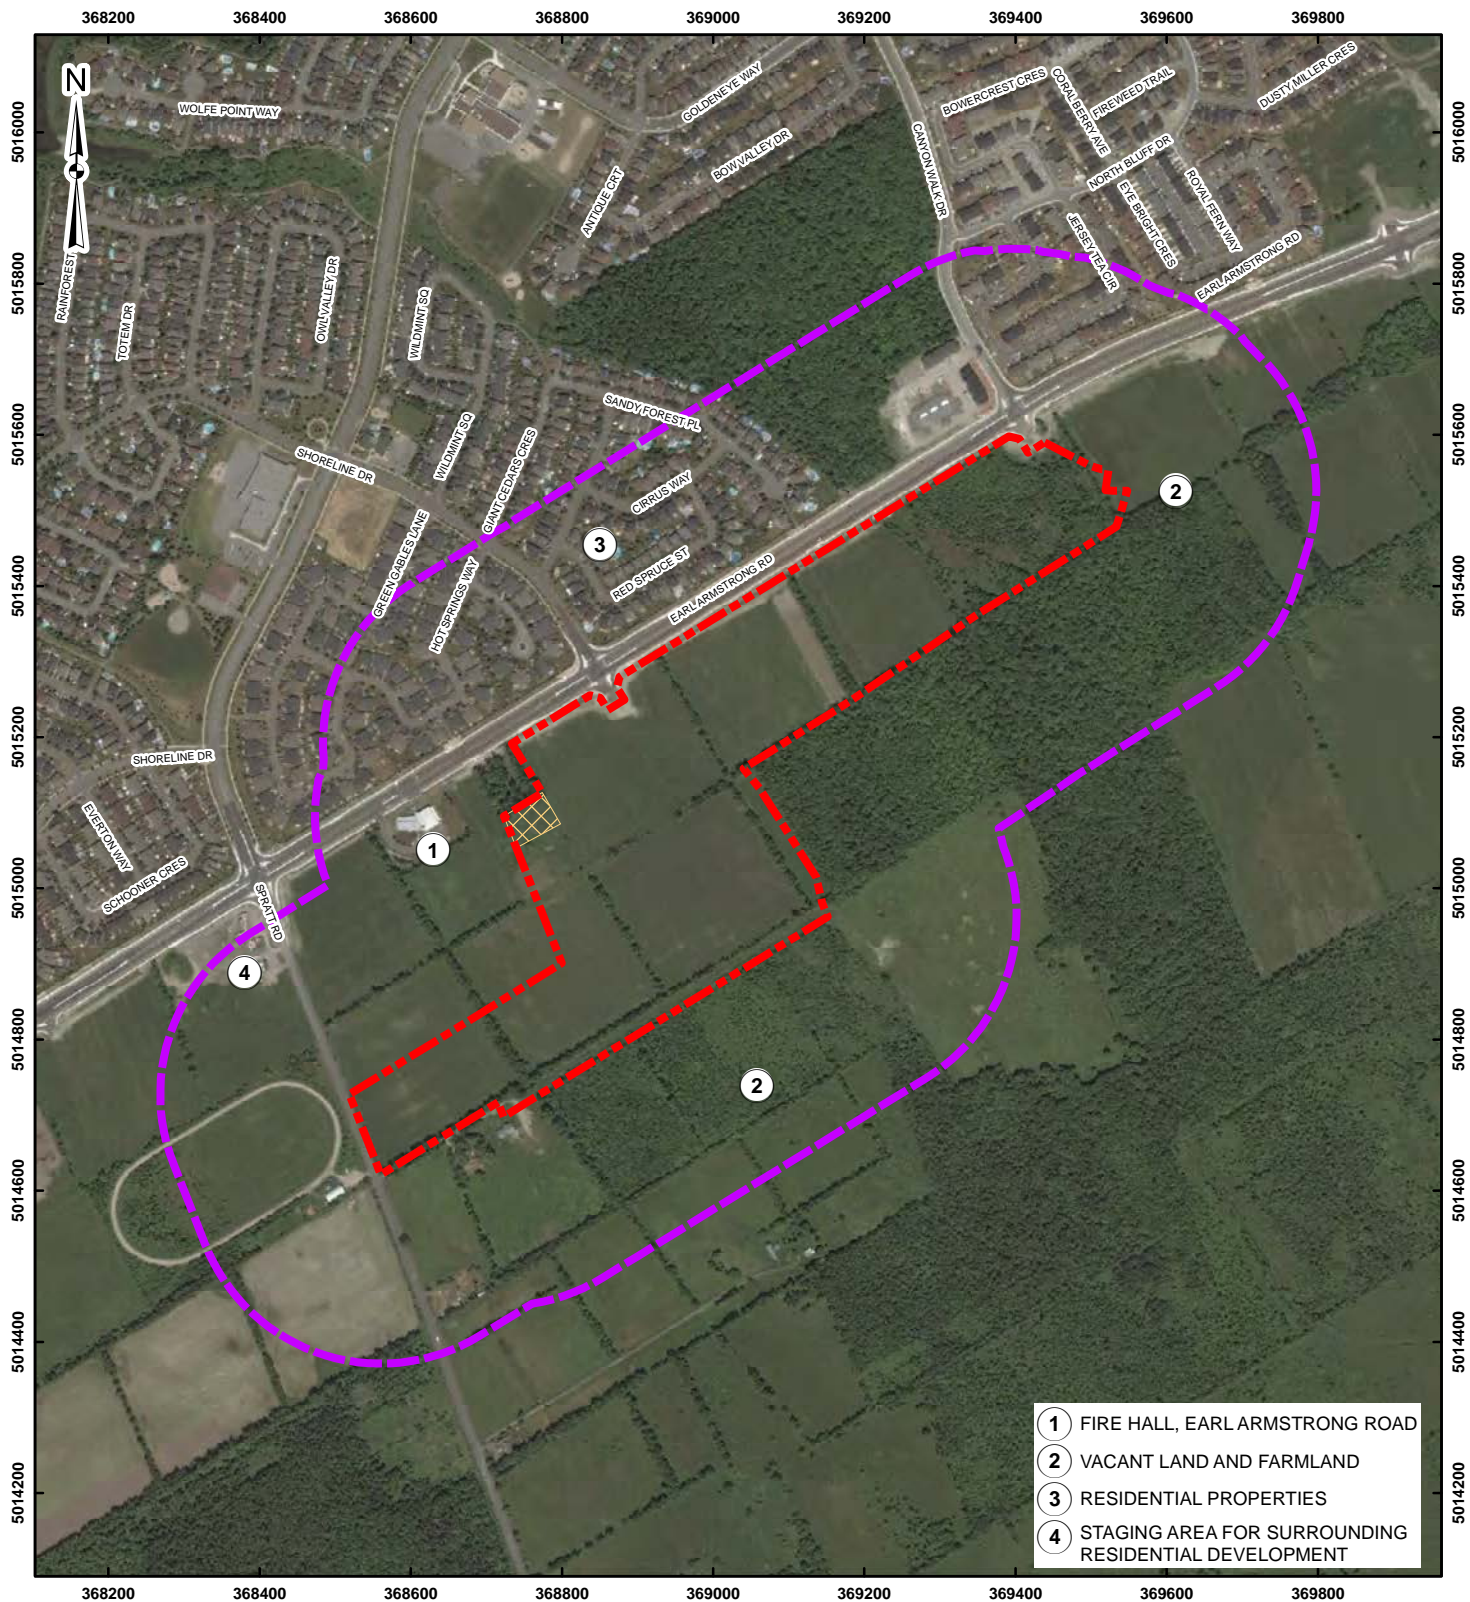 368200 368400 368600 368800 369000 369200 369400 369600 369800
N
WOLFE POINT WAY
GOLDENEYE WAY
BOW VALLEY DR
ANTIQUE CRT
CANYON WALK DR
BOWERCREST CRES
CORALBERRY AVE
FIREWEED TRAIL
DUSTY MILLER CRES
NORTH BLUFF DR
EYE BRIGHT CRES
ROYAL FERN WAY
JERSEY TEA CIR
EARL ARMSTRONG RD
RAINFOREST
TOTEM DR
OWL VALLEY DR
WILDMINT SQ
SANDY FOREST PL
SHORELINE DR
WILDMINT SQ
GIANT CEDARS CRES
CIRRUS WAY
2
3
GREEN GABLES LANE
HOT SPRINGS WAY
RED SPRUCE ST
EARL ARMSTRONG RD
SHORELINE DR
EVERTON WAY
SCHOONER CRES
1
SPRATT RD
4
2
5016000
5015800
5015600
5015400
5015200
5015000
5014800
5014600
5014400
5014200
5016000
5015800
5015600
5015400
5015200
5015000
5014800
5014600
5014400
5014200
1 FIRE HALL, EARL ARMSTRONG ROAD
2 VACANT LAND AND FARMLAND
3 RESIDENTIAL PROPERTIES
4 STAGING AREA FOR SURROUNDING
RESIDENTIAL DEVELOPMENT
368200 368400 368600 368800 369000 369200 369400 369600 369800